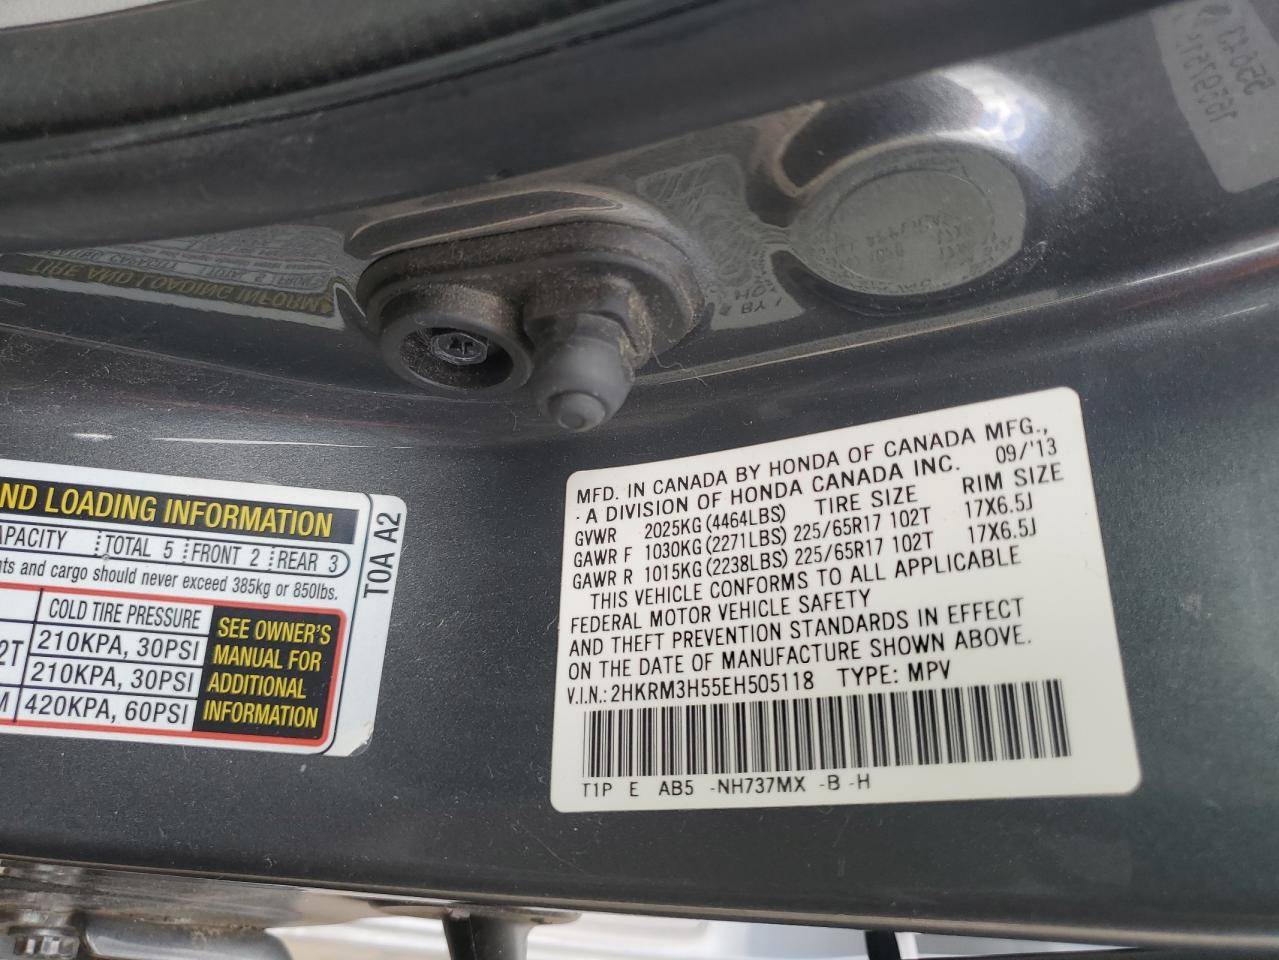 ND LOADING INFORMATION
APACITY TOTAL 5 FRONT 2 REAR 3
nts and cargo should never exceed 385kg or 850lbs.
COLD TIRE PRESSURE
2T 210KPA, 30PSI
210KPA, 30PSI
M 420KPA, 60PSI
SEE OWNER'S
MANUAL FOR
ADDITIONAL
INFORMATION
T0A A2
MFD. IN CANADA BY HONDA OF CANADA MFG.,
A DIVISION OF HONDA CANADA INC. 09/'13
GVWR 2025KG (4464LBS) TIRE SIZE RIM SIZE
GAWR F 1030KG (2271LBS) 225/65R17 102T 17X6.5J
GAWR R 1015KG (2238LBS) 225/65R17 102T 17X6.5J
THIS VEHICLE CONFORMS TO ALL APPLICABLE
FEDERAL MOTOR VEHICLE SAFETY
AND THEFT PREVENTION STANDARDS IN EFFECT
ON THE DATE OF MANUFACTURE SHOWN ABOVE.
V.I.N.: 2HKRM3H55EH505118 TYPE: MPV
T1P E AB5 -NH737MX -B -H